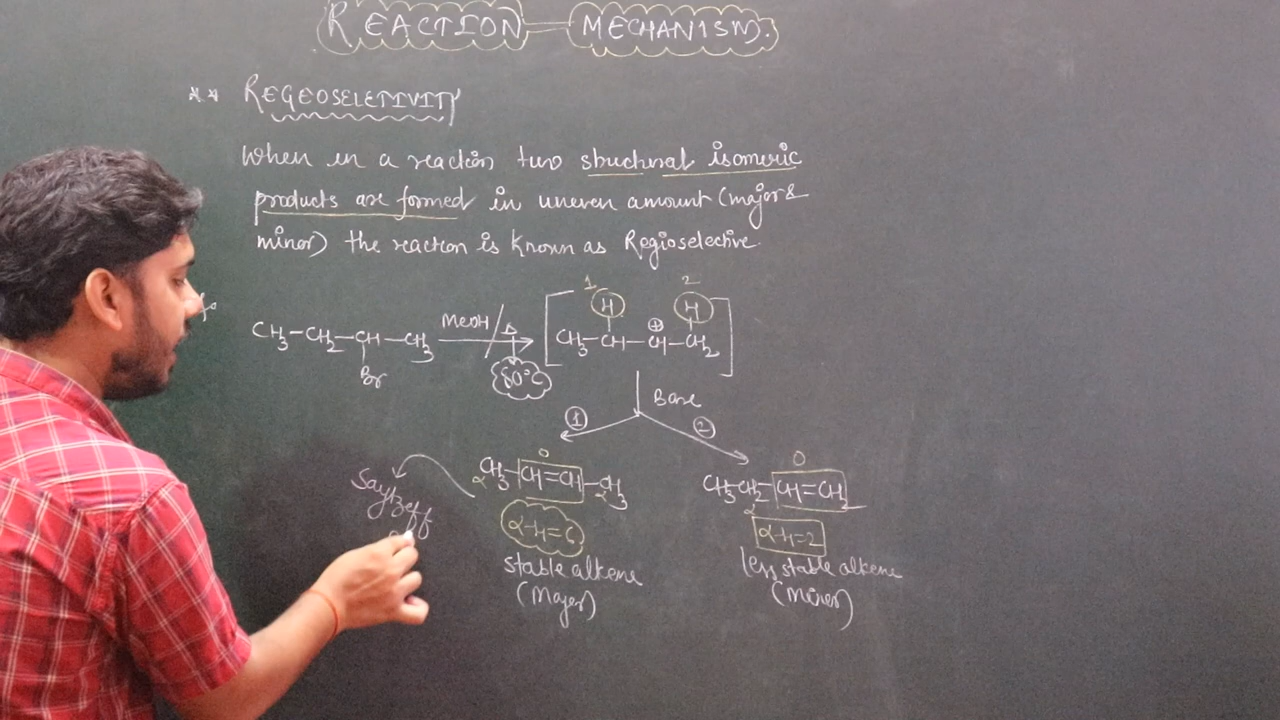 REACTION — MECHANISM.
** REGEOSELETIVITY
When in a reaction two structural isomeric
products are formed in uneven amount (major &
minor) the reaction is known as Regioselective.
1 2
H H
CH3-CH2-CH-CH3 MeOH/Δ CH3-CH-CH-CH2
⊕
Br 80°C
Base
① ②
CH3-CH=CH-CH3 CH3-CH2-CH=CH2
α α α
Saytzeff
α-H=6 α-H=2
stable alkene less stable alkene
(Major) (Minor)